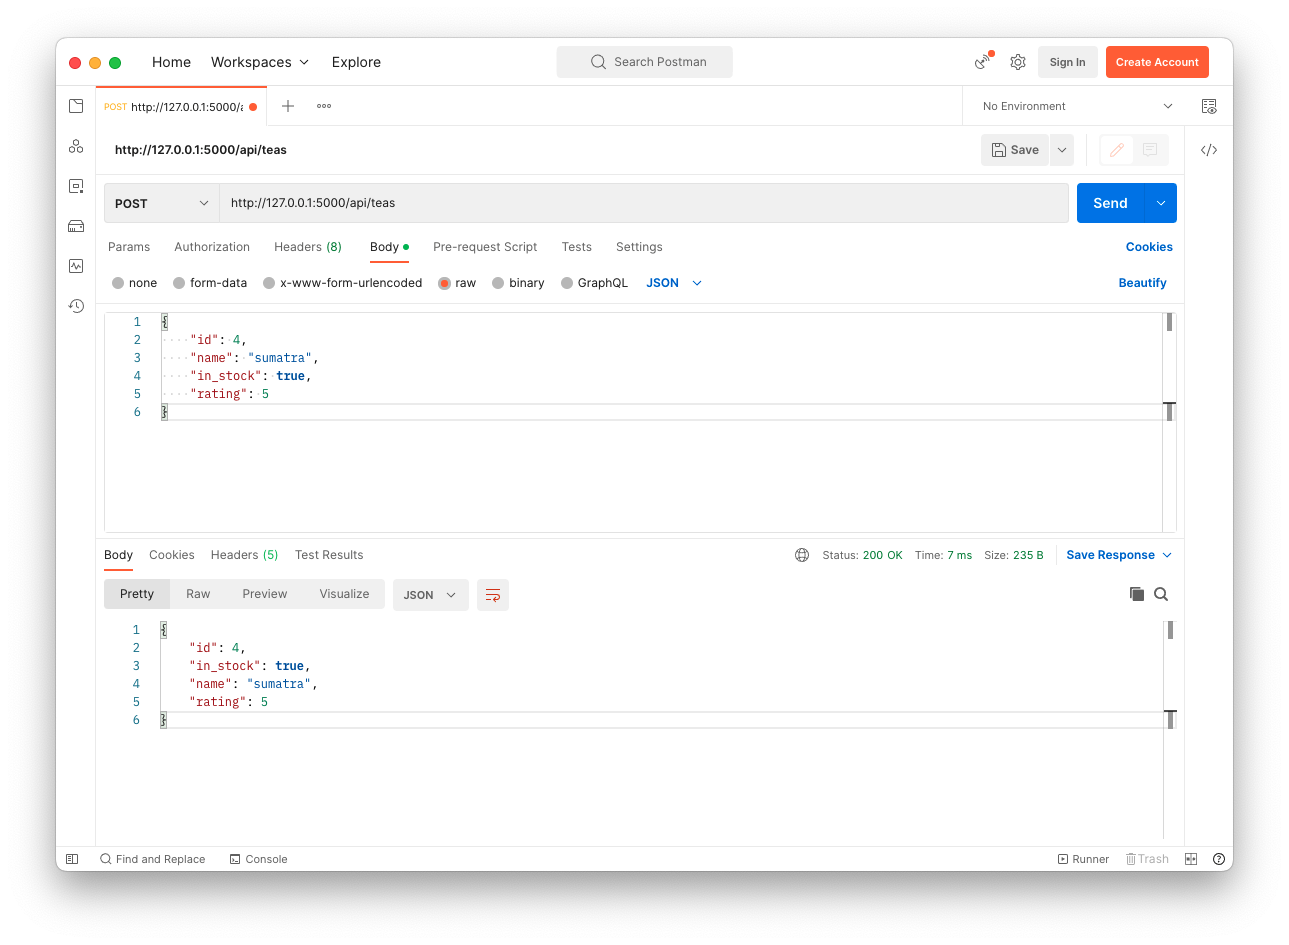 Home Workspaces Explore Search Postman Sign In Create Account
POST http://127.0.0.1:5000/a No Environment
http://127.0.0.1:5000/api/teas Save
POST http://127.0.0.1:5000/api/teas Send
Params Authorization Headers (8) Body Pre-request Script Tests Settings Cookies
none form-data x-www-form-urlencoded raw binary GraphQL JSON Beautify
1 {
2 "id": 4,
3 "name": "sumatra",
4 "in_stock": true,
5 "rating": 5
6 }
Body Cookies Headers (5) Test Results Status: 200 OK Time: 7 ms Size: 235 B Save Response
Pretty Raw Preview Visualize JSON
1 {
2 "id": 4,
3 "in_stock": true,
4 "name": "sumatra",
5 "rating": 5
6 }
Find and Replace Console Runner Trash